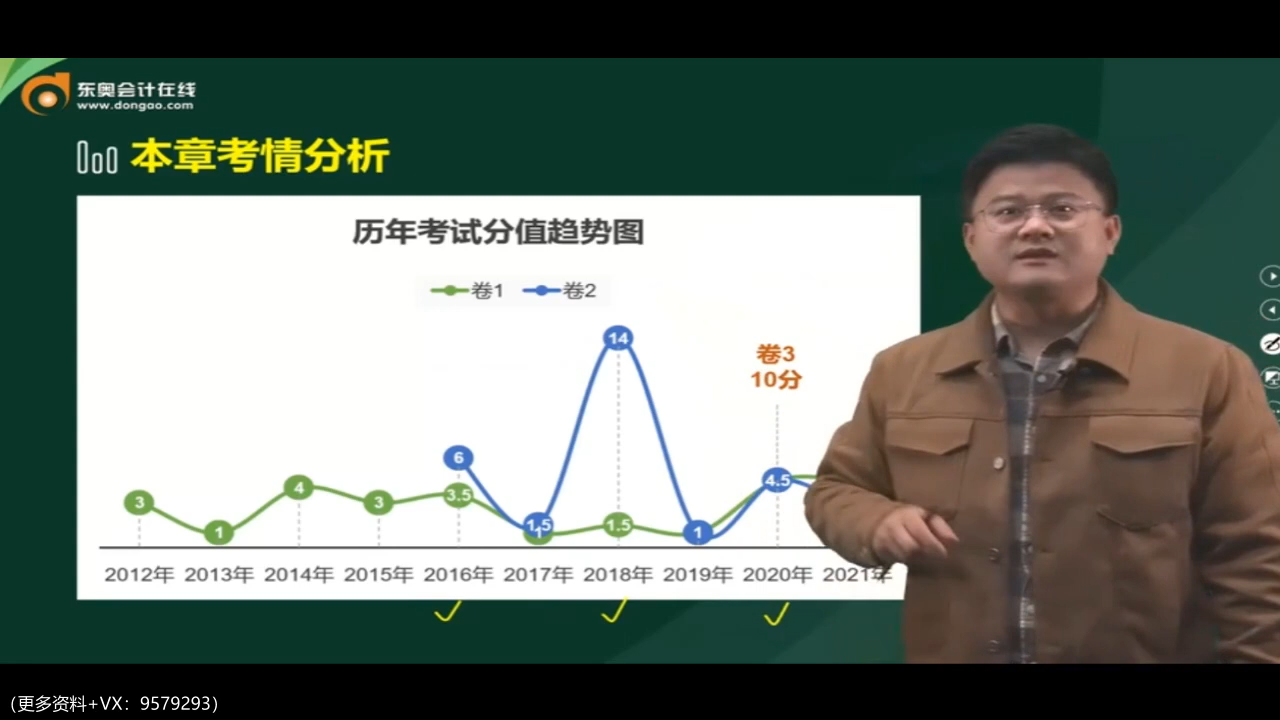 东奥会计在线
www.dongao.com
本章考情分析
历年考试分值趋势图
卷1 卷2
14
卷3
10分
6
4.5
4
3.5
3
3
1.5
1.5
1
1
1
2012年 2013年 2014年 2015年 2016年 2017年 2018年 2019年 2020年 2021年
(更多资料+VX：9579293)